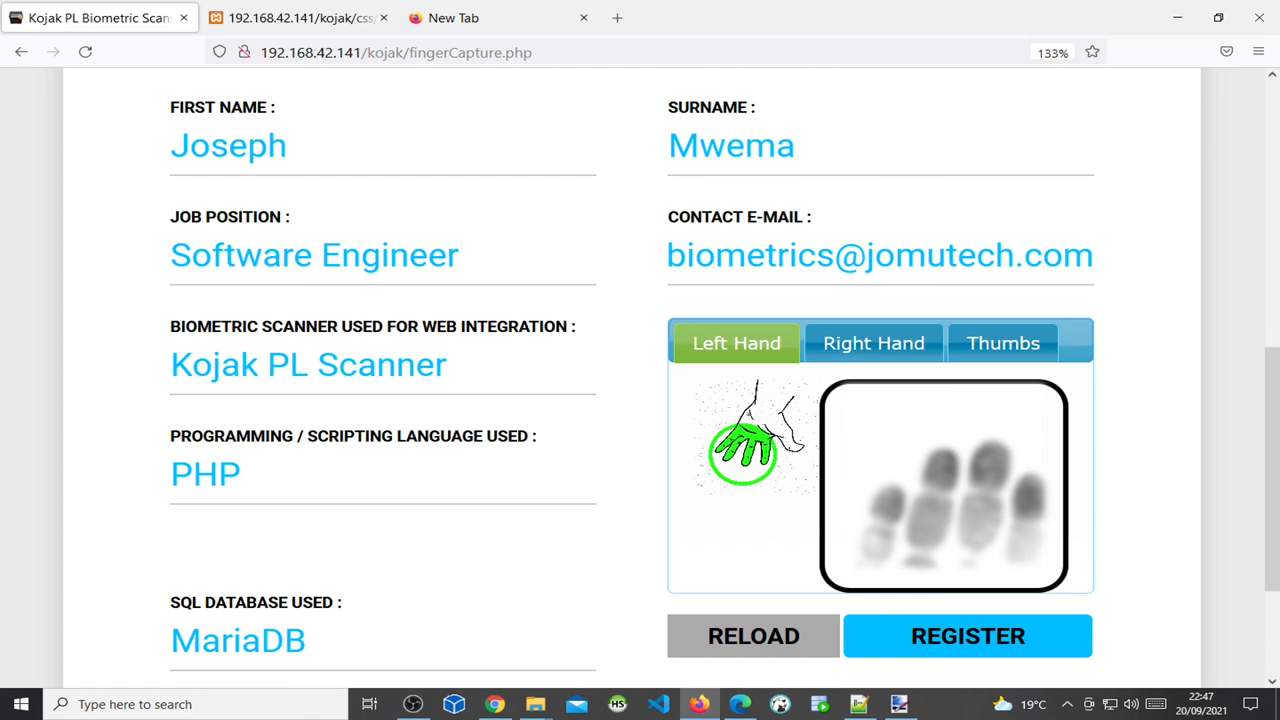 Kojak PL Biometric Scan
192.168.42.141/kojak/css/
New Tab
192.168.42.141/kojak/fingerCapture.php
133%
FIRST NAME :
SURNAME :
Joseph
Mwema
JOB POSITION :
CONTACT E-MAIL :
Software Engineer
biometrics@jomutech.com
BIOMETRIC SCANNER USED FOR WEB INTEGRATION :
Kojak PL Scanner
Left Hand
Right Hand
Thumbs
PROGRAMMING / SCRIPTING LANGUAGE USED :
PHP
SQL DATABASE USED :
MariaDB
RELOAD
REGISTER
Type here to search
HS
19°C
22:47
20/09/2021